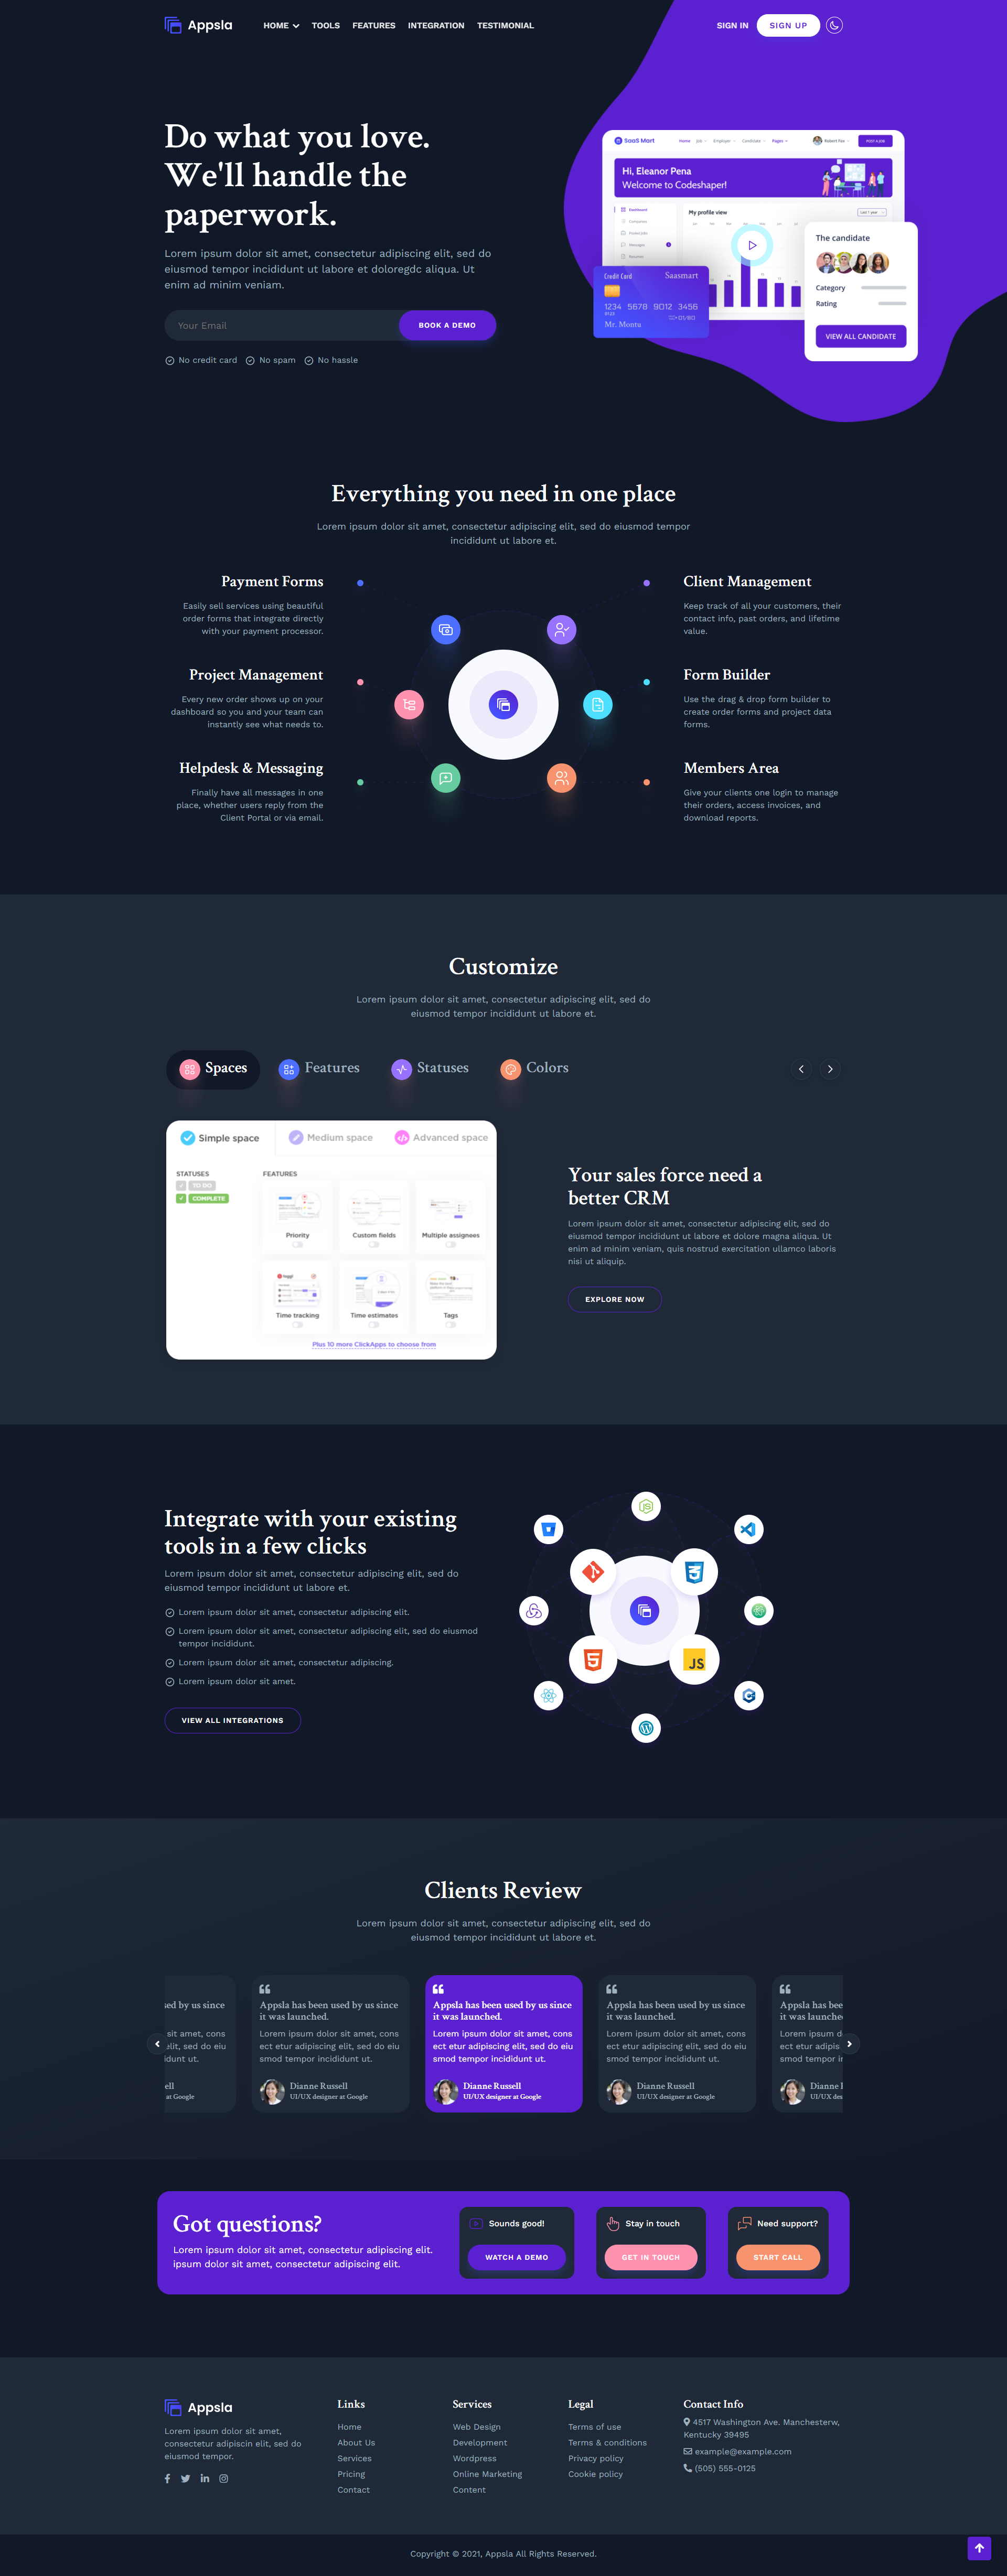 Appsla
HOME
TOOLS
FEATURES
INTEGRATION
TESTIMONIAL
SIGN IN
SIGN UP
Do what you love.
We'll handle the
paperwork.
Lorem ipsum dolor sit amet, consectetur adipiscing elit, sed do
eiusmod tempor incididunt ut labore et doloregdc aliqua. Ut
enim ad minim veniam.
Your Email
BOOK A DEMO
No credit card
No spam
No hassle
SaaS Mart
Home
Job
Employer
Candidate
Pages
Robert Fox
POST A JOB
Hi, Eleanor Pena
Welcome to Codeshaper!
Dashboard
Companies
Messages
Resumes
My profile view
Last 1 year
The candidate
Category
Rating
VIEW ALL CANDIDATE
Credit Card
Saasmart
1234 5678 9012 3456
0123
01/80
Mr. Monte
Everything you need in one place
Lorem ipsum dolor sit amet, consectetur adipiscing elit, sed do eiusmod tempor
incididunt ut labore et.
Payment Forms
Easily sell services using beautiful
order forms that integrate directly
with your payment processor.
Project Management
Every new order shows up on your
dashboard so you and your team can
instantly see what needs to.
Helpdesk & Messaging
Finally have all messages in one
place, whether users reply from the
Client Portal or via email.
Client Management
Keep track of all your customers, their
contact info, past orders, and lifetime
value.
Form Builder
Use the drag & drop form builder to
create order forms and project data
forms.
Members Area
Give your clients one login to manage
their orders, access invoices, and
download reports.
Customize
Lorem ipsum dolor sit amet, consectetur adipiscing elit, sed do
eiusmod tempor incididunt ut labore et.
Spaces
Features
Statuses
Colors
Simple space
Medium space
Advanced space
STATUSES
TO DO
COMPLETE
FEATURES
Priority
Custom fields
Multiple assignees
Time tracking
Time estimates
Tags
Plus 10 more ClickApps to choose from
Your sales force need a
better CRM
Lorem ipsum dolor sit amet, consectetur adipiscing elit, sed do
eiusmod tempor incididunt ut labore et dolore magna aliqua. Ut
enim ad minim veniam, quis nostrud exercitation ullamco laboris
nisi ut aliquip.
EXPLORE NOW
Integrate with your existing
tools in a few clicks
Lorem ipsum dolor sit amet, consectetur adipiscing elit, sed do
eiusmod tempor incididunt ut labore et.
Lorem ipsum dolor sit amet, consectetur adipiscing elit.
Lorem ipsum dolor sit amet, consectetur adipiscing elit, sed do eiusmod
tempor incididunt.
Lorem ipsum dolor sit amet, consectetur adipiscing.
Lorem ipsum dolor sit amet.
VIEW ALL INTEGRATIONS
JS
Clients Review
Lorem ipsum dolor sit amet, consectetur adipiscing elit, sed do
eiusmod tempor incididunt ut labore et.
sed by us since
sit amet, cons
elit, sed do eiu
idunt ut.
ell
at Google
Appsla has been used by us since
it was launched.
Lorem ipsum dolor sit amet, cons
ect etur adipiscing elit, sed do eiu
smod tempor incididunt ut.
Dianne Russell
UI/UX designer at Google
Appsla has been used by us since
it was launched.
Lorem ipsum dolor sit amet, cons
ect etur adipiscing elit, sed do eiu
smod tempor incididunt ut.
Dianne Russell
UI/UX designer at Google
Appsla has been used by us since
it was launched.
Lorem ipsum dolor sit amet, cons
ect etur adipiscing elit, sed do eiu
smod tempor incididunt ut.
Dianne Russell
UI/UX designer at Google
Appsla has bee
it was launche
Lorem ipsum d
ect etur adipis
smod tempor i
Dianne
UI/UX des
Got questions?
Lorem ipsum dolor sit amet, consectetur adipiscing elit.
ipsum dolor sit amet, consectetur adipiscing elit.
Sounds good!
WATCH A DEMO
Stay in touch
GET IN TOUCH
Need support?
START CALL
Appsla
Lorem ipsum dolor sit amet,
consectetur adipiscin elit, sed do
eiusmod tempor.
Links
Home
About Us
Services
Pricing
Contact
Services
Web Design
Development
Wordpress
Online Marketing
Content
Legal
Terms of use
Terms & conditions
Privacy policy
Cookie policy
Contact Info
4517 Washington Ave. Manchesterw,
Kentucky 39495
example@example.com
(505) 555-0125
Copyright © 2021, Appsla All Rights Reserved.